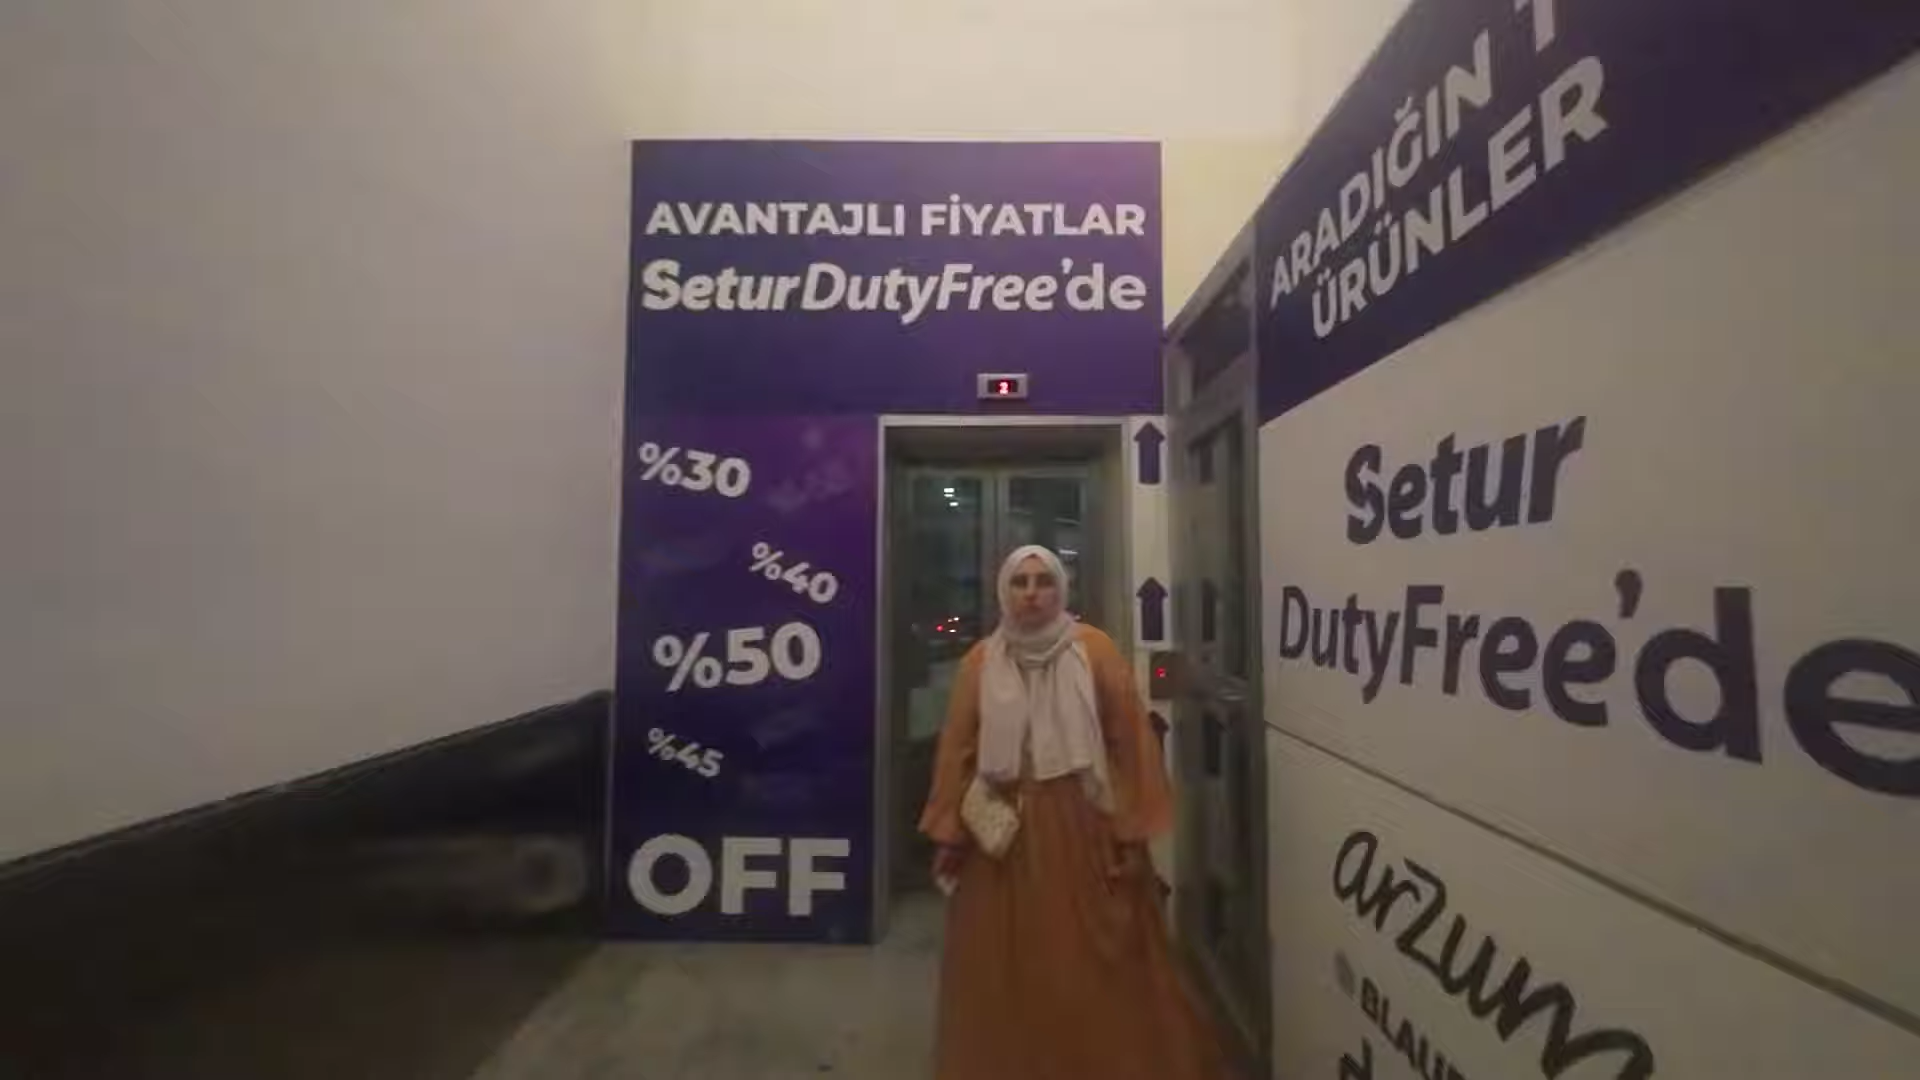 AVANTAJLI FİYATLAR
SeturDutyFree'de
2
%30
%40
%50
%45
OFF
ARADIĞIN
ÜRÜNLER
Setur
DutyFree'de
arzum